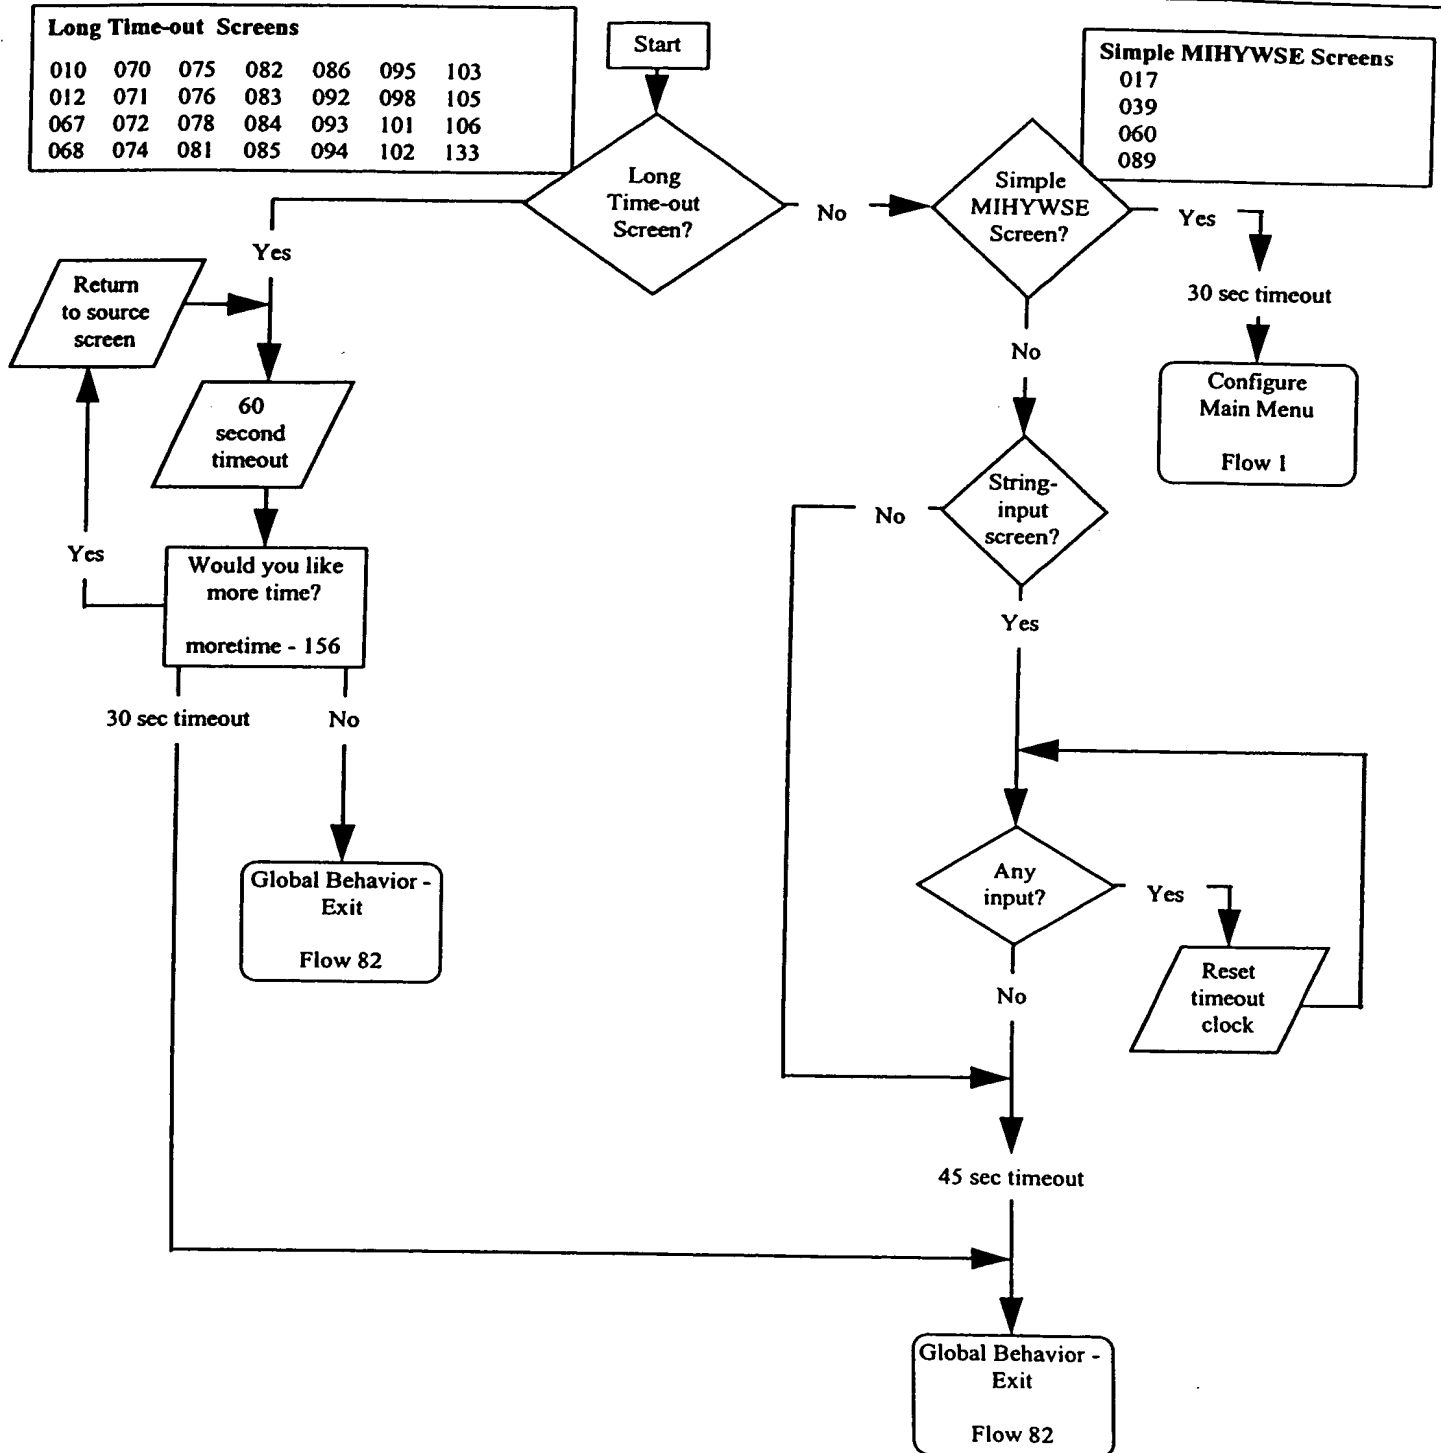 Long Time-out Screens
010 070 075 082 086 095 103
012 071 076 083 092 098 105
067 072 078 084 093 101 106
068 074 081 085 094 102 133
Start
Simple MIHYWSE Screens
017
039
060
089
Long
Time-out
Screen?
No
Simple
MIHYWSE
Screen?
Yes
30 sec timeout
Configure
Main Menu
Flow 1
Yes
Return
to source
screen
60
second
timeout
Yes
Would you like
more time?
moretime - 156
30 sec timeout
No
Global Behavior -
Exit
Flow 82
No
String-
input
screen?
No
Yes
Any
input?
Yes
Reset
timeout
clock
No
45 sec timeout
Global Behavior -
Exit
Flow 82